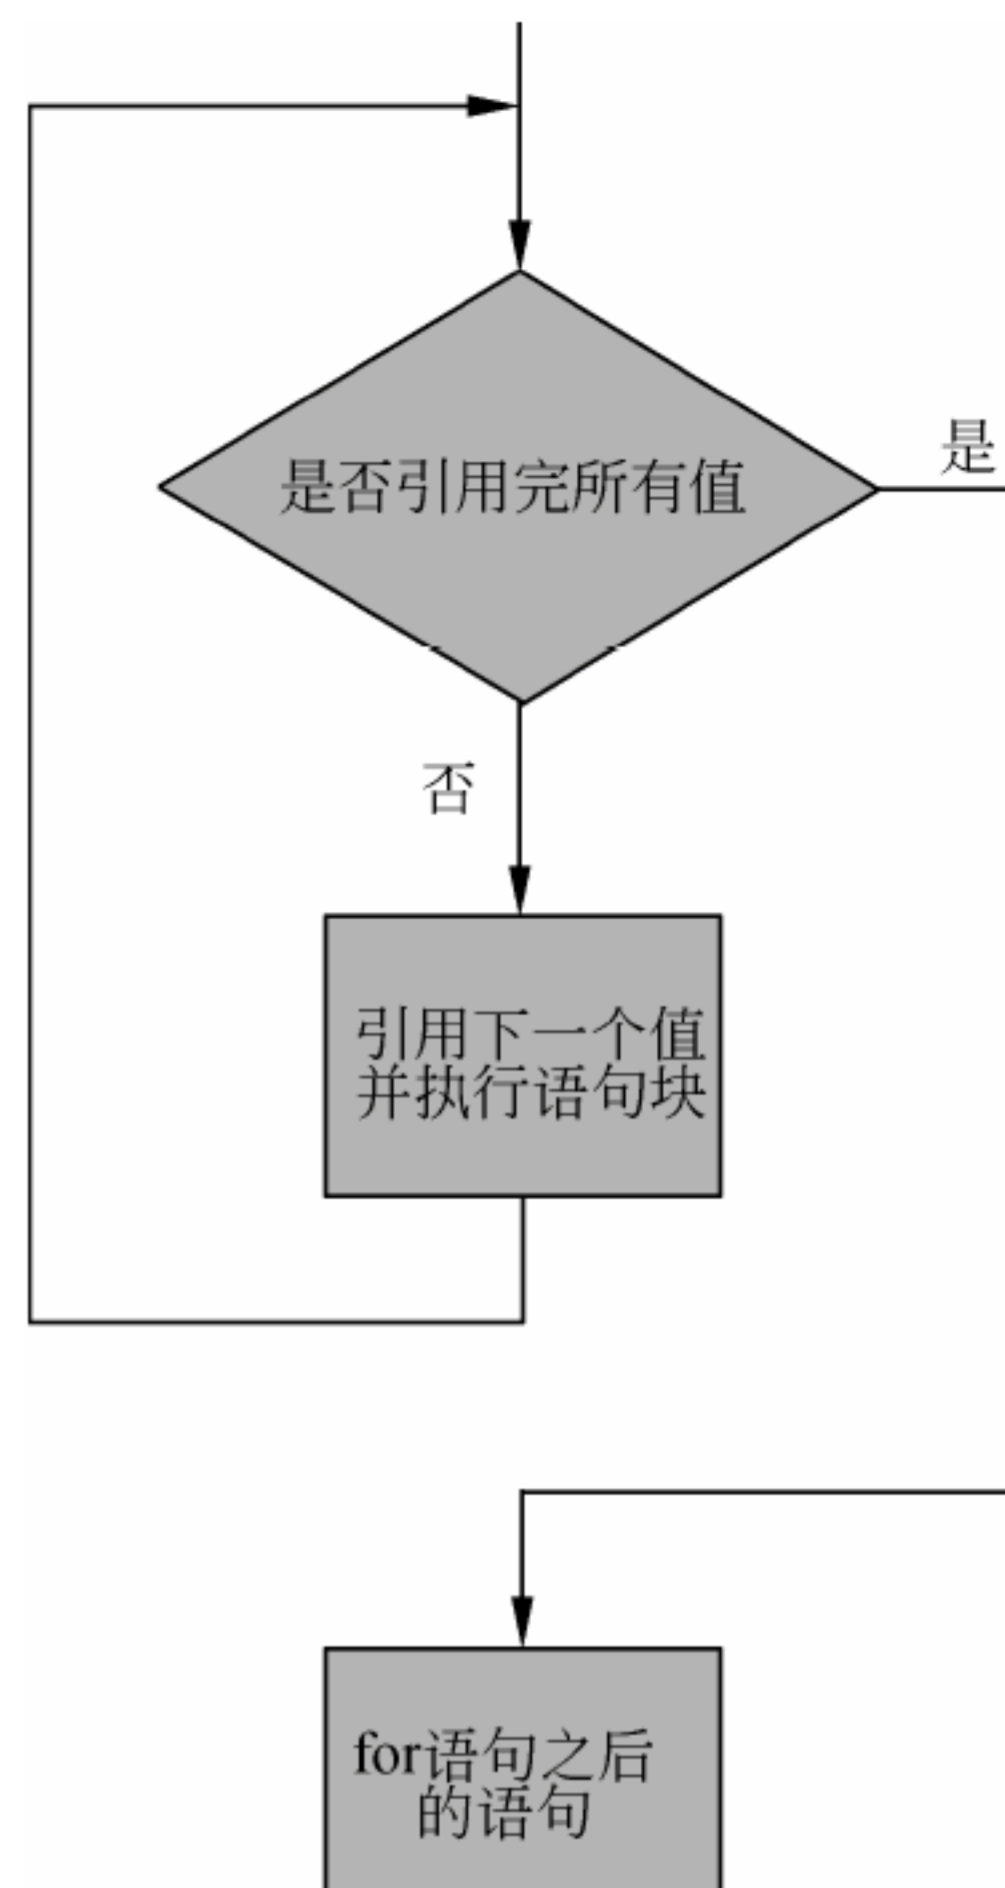 是否引用完所有值
是
否
引用下一个值
并执行语句块
for语句之后
的语句